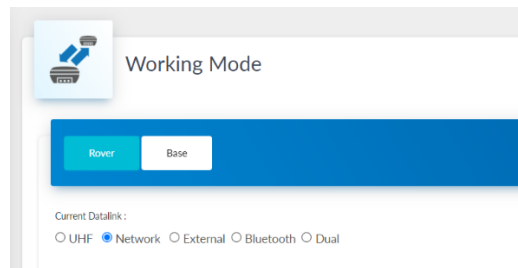 Working Mode
Rover Base
Current Datalink :
UHF Network External Bluetooth Dual